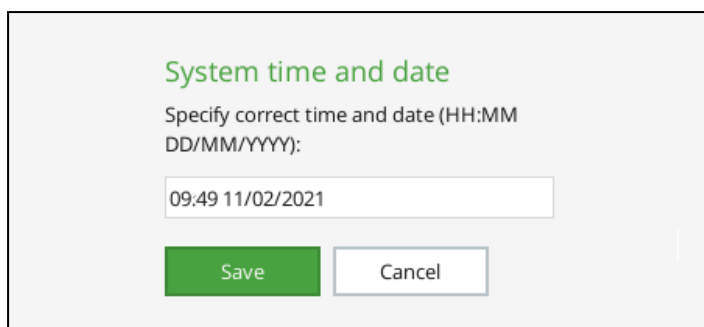 System time and date
Specify correct time and date (HH:MM
DD/MM/YYYY):
09:49 11/02/2021
Save Cancel